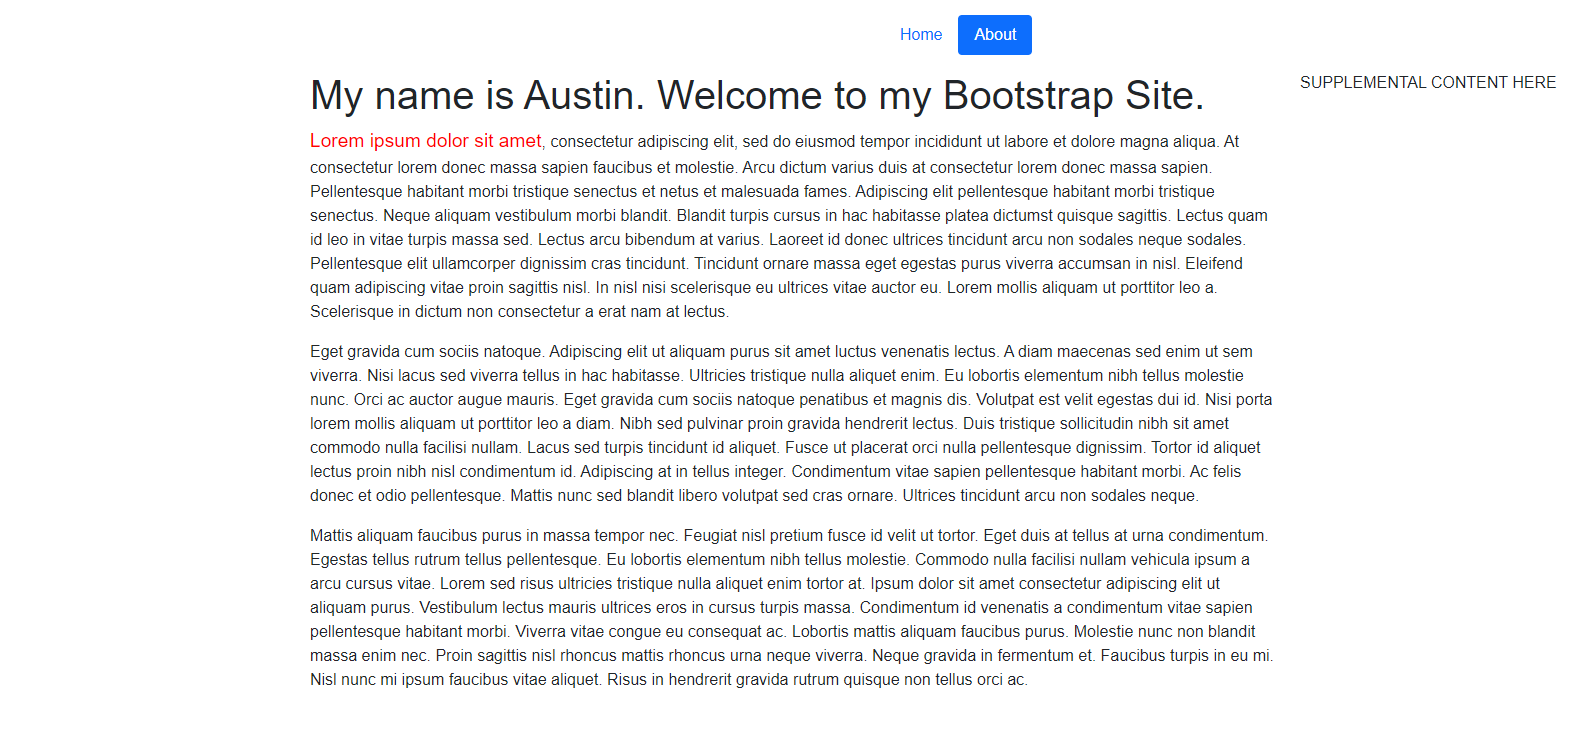 Home About
My name is Austin. Welcome to my Bootstrap Site.
SUPPLEMENTAL CONTENT HERE
Lorem ipsum dolor sit amet, consectetur adipiscing elit, sed do eiusmod tempor incididunt ut labore et dolore magna aliqua. At
consectetur lorem donec massa sapien faucibus et molestie. Arcu dictum varius duis at consectetur lorem donec massa sapien.
Pellentesque habitant morbi tristique senectus et netus et malesuada fames. Adipiscing elit pellentesque habitant morbi tristique
senectus. Neque aliquam vestibulum morbi blandit. Blandit turpis cursus in hac habitasse platea dictumst quisque sagittis. Lectus quam
id leo in vitae turpis massa sed. Lectus arcu bibendum at varius. Laoreet id donec ultrices tincidunt arcu non sodales neque sodales.
Pellentesque elit ullamcorper dignissim cras tincidunt. Tincidunt ornare massa eget egestas purus viverra accumsan in nisl. Eleifend
quam adipiscing vitae proin sagittis nisl. In nisl nisi scelerisque eu ultrices vitae auctor eu. Lorem mollis aliquam ut porttitor leo a.
Scelerisque in dictum non consectetur a erat nam at lectus.
Eget gravida cum sociis natoque. Adipiscing elit ut aliquam purus sit amet luctus venenatis lectus. A diam maecenas sed enim ut sem
viverra. Nisi lacus sed viverra tellus in hac habitasse. Ultricies tristique nulla aliquet enim. Eu lobortis elementum nibh tellus molestie
nunc. Orci ac auctor augue mauris. Eget gravida cum sociis natoque penatibus et magnis dis. Volutpat est velit egestas dui id. Nisi porta
lorem mollis aliquam ut porttitor leo a diam. Nibh sed pulvinar proin gravida hendrerit lectus. Duis tristique sollicitudin nibh sit amet
commodo nulla facilisi nullam. Lacus sed turpis tincidunt id aliquet. Fusce ut placerat orci nulla pellentesque dignissim. Tortor id aliquet
lectus proin nibh nisl condimentum id. Adipiscing at in tellus integer. Condimentum vitae sapien pellentesque habitant morbi. Ac felis
donec et odio pellentesque. Mattis nunc sed blandit libero volutpat sed cras ornare. Ultrices tincidunt arcu non sodales neque.
Mattis aliquam faucibus purus in massa tempor nec. Feugiat nisl pretium fusce id velit ut tortor. Eget duis at tellus at urna condimentum.
Egestas tellus rutrum tellus pellentesque. Eu lobortis elementum nibh tellus molestie. Commodo nulla facilisi nullam vehicula ipsum a
arcu cursus vitae. Lorem sed risus ultricies tristique nulla aliquet enim tortor at. Ipsum dolor sit amet consectetur adipiscing elit ut
aliquam purus. Vestibulum lectus mauris ultrices eros in cursus turpis massa. Condimentum id venenatis a condimentum vitae sapien
pellentesque habitant morbi. Viverra vitae congue eu consequat ac. Lobortis mattis aliquam faucibus purus. Molestie nunc non blandit
massa enim nec. Proin sagittis nisl rhoncus mattis rhoncus urna neque viverra. Neque gravida in fermentum et. Faucibus turpis in eu mi.
Nisl nunc mi ipsum faucibus vitae aliquet. Risus in hendrerit gravida rutrum quisque non tellus orci ac.